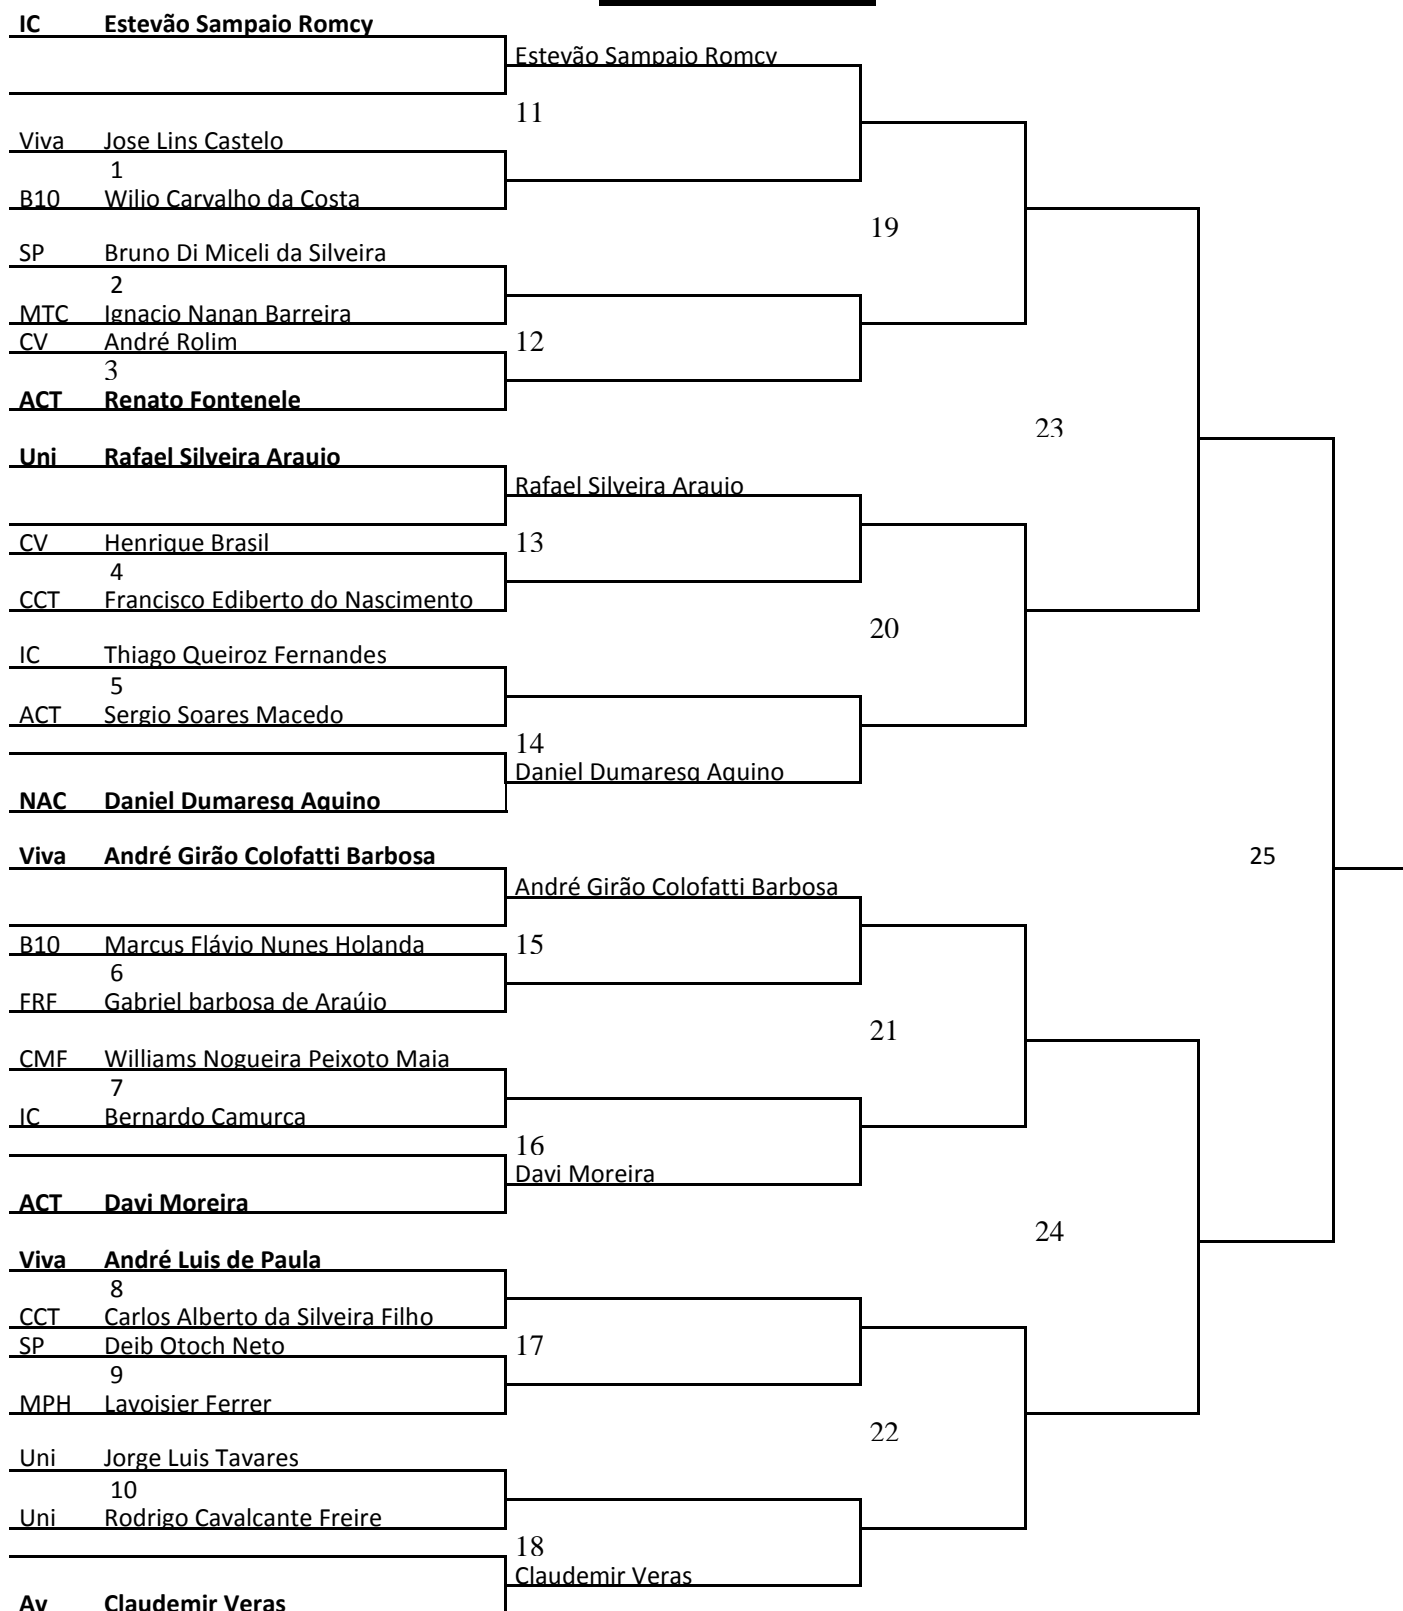 IC Estevão Sampaio Romcy
Estevão Sampaio Romcy
11
Viva Jose Lins Castelo
1
B10 Wilio Carvalho da Costa
19
SP Bruno Di Miceli da Silveira
2
MTC Ignacio Nanan Barreira
CV André Rolim
12
3
ACT Renato Fontenele
23
Uni Rafael Silveira Araujo
Rafael Silveira Araujo
CV Henrique Brasil
13
4
CCT Francisco Ediberto do Nascimento
20
IC Thiago Queiroz Fernandes
5
ACT Sergio Soares Macedo
14
Daniel Dumaresq Aquino
NAC Daniel Dumaresq Aquino
Viva André Girão Colofatti Barbosa
25
André Girão Colofatti Barbosa
B10 Marcus Flávio Nunes Holanda
15
6
FRF Gabriel barbosa de Araújo
21
CMF Williams Nogueira Peixoto Maia
7
IC Bernardo Camurca
16
Davi Moreira
ACT Davi Moreira
24
Viva André Luis de Paula
8
CCT Carlos Alberto da Silveira Filho
SP Deib Otoch Neto
17
9
MPH Lavoisier Ferrer
22
Uni Jorge Luis Tavares
10
Uni Rodrigo Cavalcante Freire
18
Claudemir Veras
Av Claudemir Veras